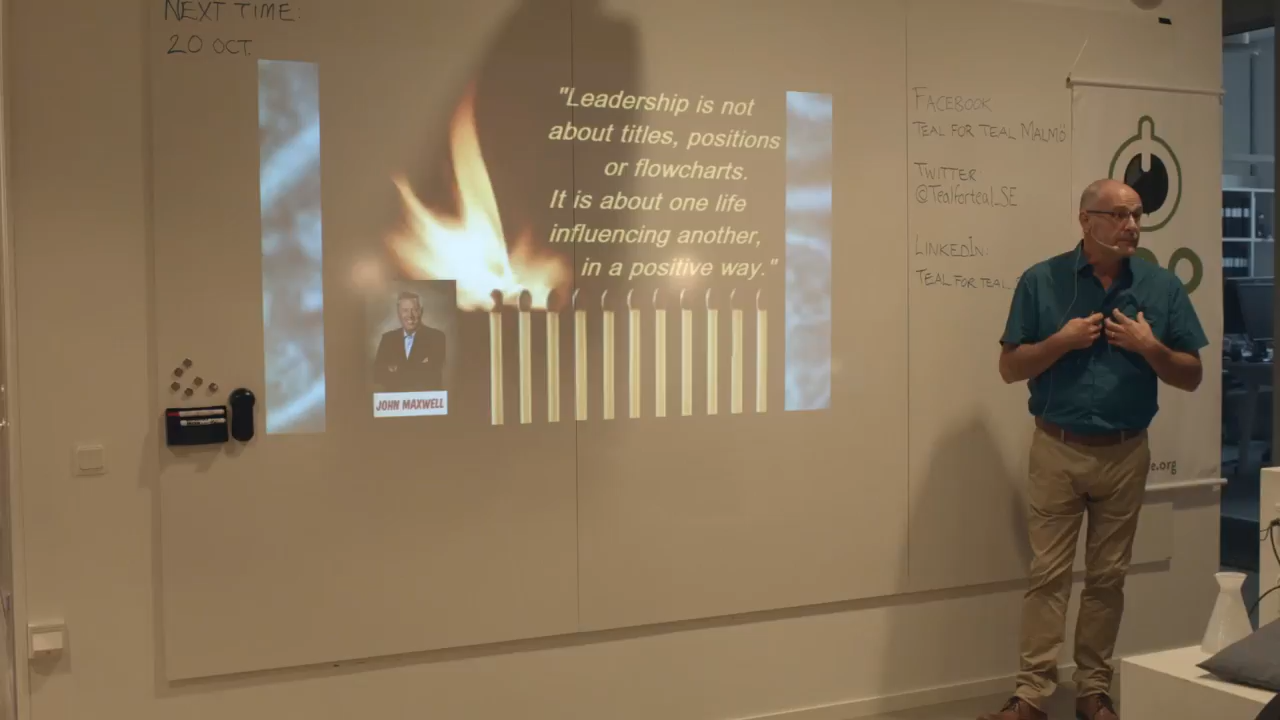 NEXT TIME:
20 OCT.
"Leadership is not
about titles, positions
or flowcharts.
It is about one life
influencing another,
in a positive way."
JOHN MAXWELL
FACEBOOK
TEAL FOR TEAL MALMÖ
TWITTER
@Tealforteal_SE
LINKEDIN:
TEAL FOR TEAL
e.org